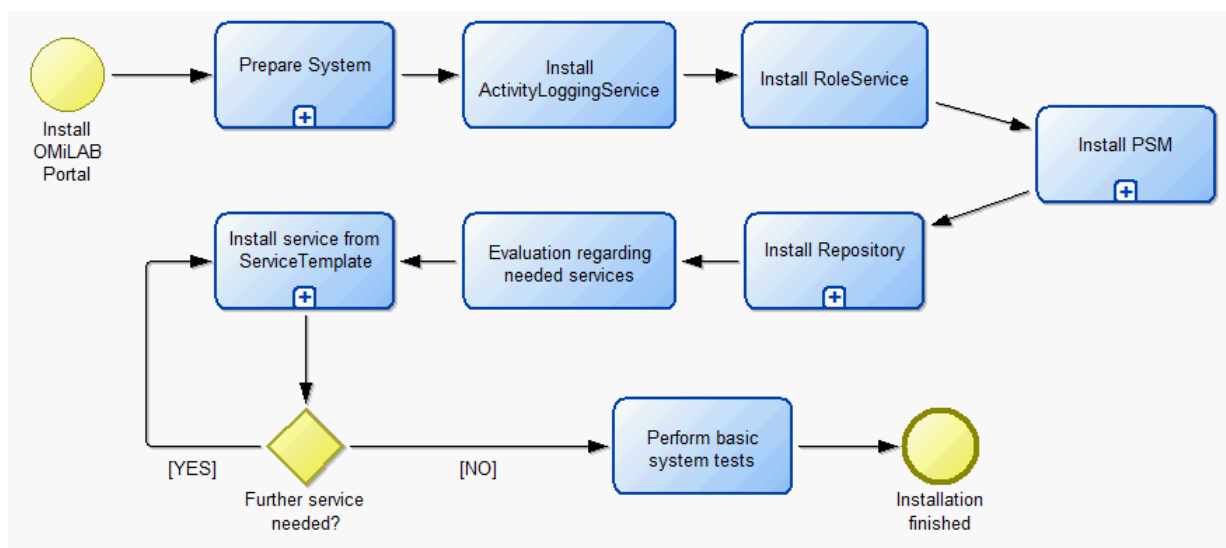 Install
OMiLAB
Portal
Prepare System
Install
ActivityLoggingService
Install RoleService
Install PSM
Install Repository
Evaluation regarding
needed services
Install service from
ServiceTemplate
Further service
needed?
[YES]
[NO]
Perform basic
system tests
Installation
finished